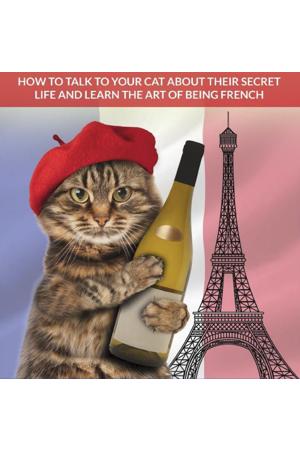 HOW TO TALK TO YOUR CAT ABOUT THEIR SECRET
LIFE AND LEARN THE ART OF BEING FRENCH